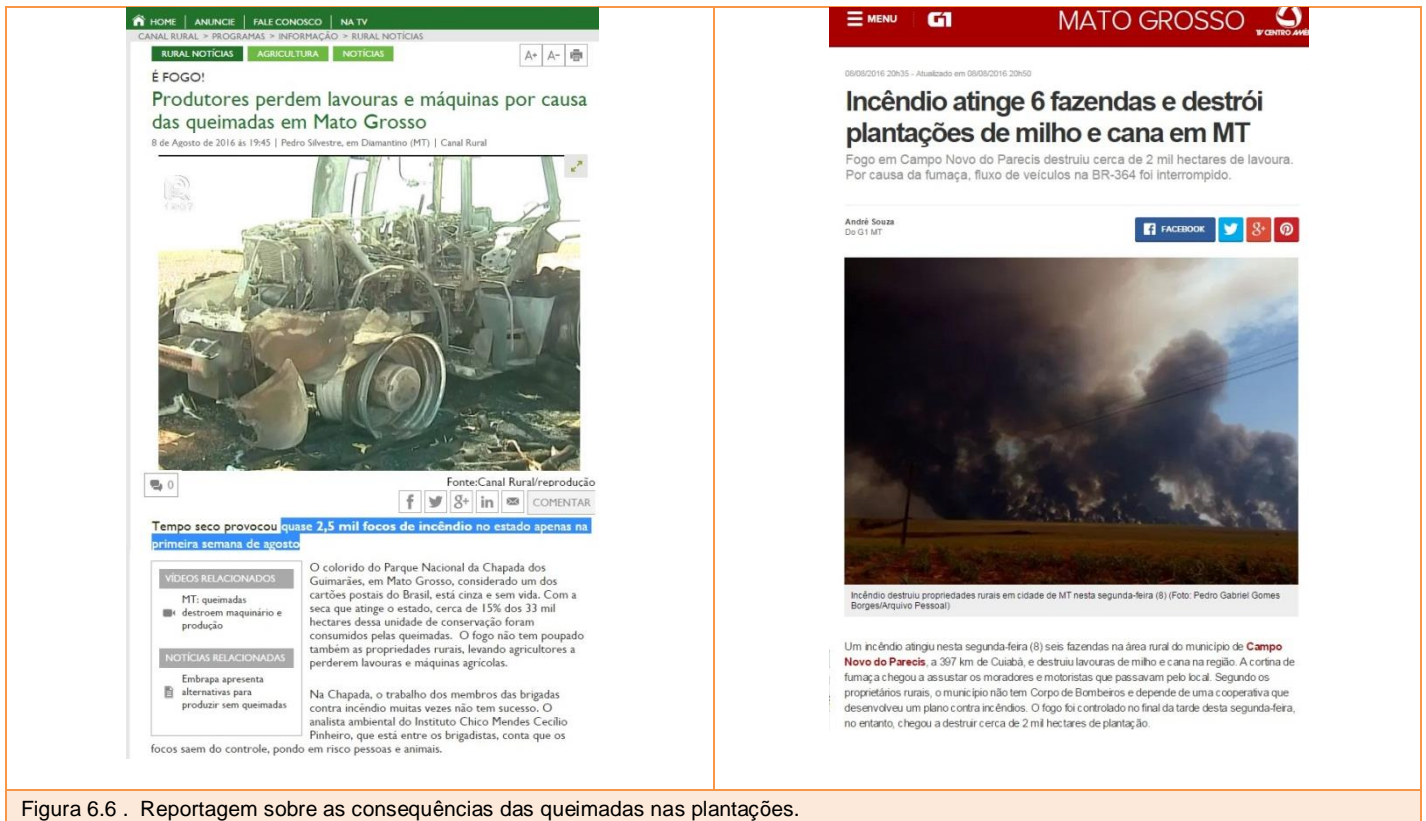 HOME | ANUNCIE | FALE CONOSCO | NA TV
CANAL RURAL > PROGRAMAS > INFORMAÇÃO > RURAL NOTÍCIAS
RURAL NOTÍCIAS AGRICULTURA NOTÍCIAS A+ A-
É FOGO!
Produtores perdem lavouras e máquinas por causa
das queimadas em Mato Grosso
8 de Agosto de 2016 às 19:45 | Pedro Silvestre, em Diamantino (MT) | Canal Rural
0
Fonte:Canal Rural/reprodução
f 8+ in COMENTAR
Tempo seco provocou quase 2,5 mil focos de incêndio no estado apenas na
primeira semana de agosto
VÍDEOS RELACIONADOS
MT: queimadas
destroem maquinário e
produção
NOTÍCIAS RELACIONADAS
Embrapa apresenta
alternativas para
produzir sem queimadas
O colorido do Parque Nacional da Chapada dos
Guimarães, em Mato Grosso, considerado um dos
cartões postais do Brasil, está cinza e sem vida. Com a
seca que atinge o estado, cerca de 15% dos 33 mil
hectares dessa unidade de conservação foram
consumidos pelas queimadas. O fogo não tem poupado
também as propriedades rurais, levando agricultores a
perderem lavouras e máquinas agrícolas.
Na Chapada, o trabalho dos membros das brigadas
contra incêndio muitas vezes não tem sucesso. O
analista ambiental do Instituto Chico Mendes Cecílio
Pinheiro, que está entre os brigadistas, conta que os
focos saem do controle, pondo em risco pessoas e animais.
MENU G1 MATO GROSSO
08/08/2016 20h35 - Atualizado em 08/08/2016 20h50
Incêndio atinge 6 fazendas e destrói
plantações de milho e cana em MT
Fogo em Campo Novo do Parecis destruiu cerca de 2 mil hectares de lavoura.
Por causa da fumaça, fluxo de veículos na BR-364 foi interrompido.
André Souza
Do G1 MT
f FACEBOOK 8+
Incêndio destruiu propriedades rurais em cidade de MT nesta segunda-feira (8) (Foto: Pedro Gabriel Gomes
Borges/Arquivo Pessoal)
Um incêndio atingiu nesta segunda-feira (8) seis fazendas na área rural do município de Campo
Novo do Parecis, a 397 km de Cuiabá, e destruiu lavouras de milho e cana na região. A cortina de
fumaça chegou a assustar os moradores e motoristas que passavam pelo local. Segundo os
proprietários rurais, o município não tem Corpo de Bombeiros e depende de uma cooperativa que
desenvolveu um plano contra incêndios. O fogo foi controlado no final da tarde desta segunda-feira,
no entanto, chegou a destruir cerca de 2 mil hectares de plantação.
Figura 6.6 . Reportagem sobre as consequências das queimadas nas plantações.